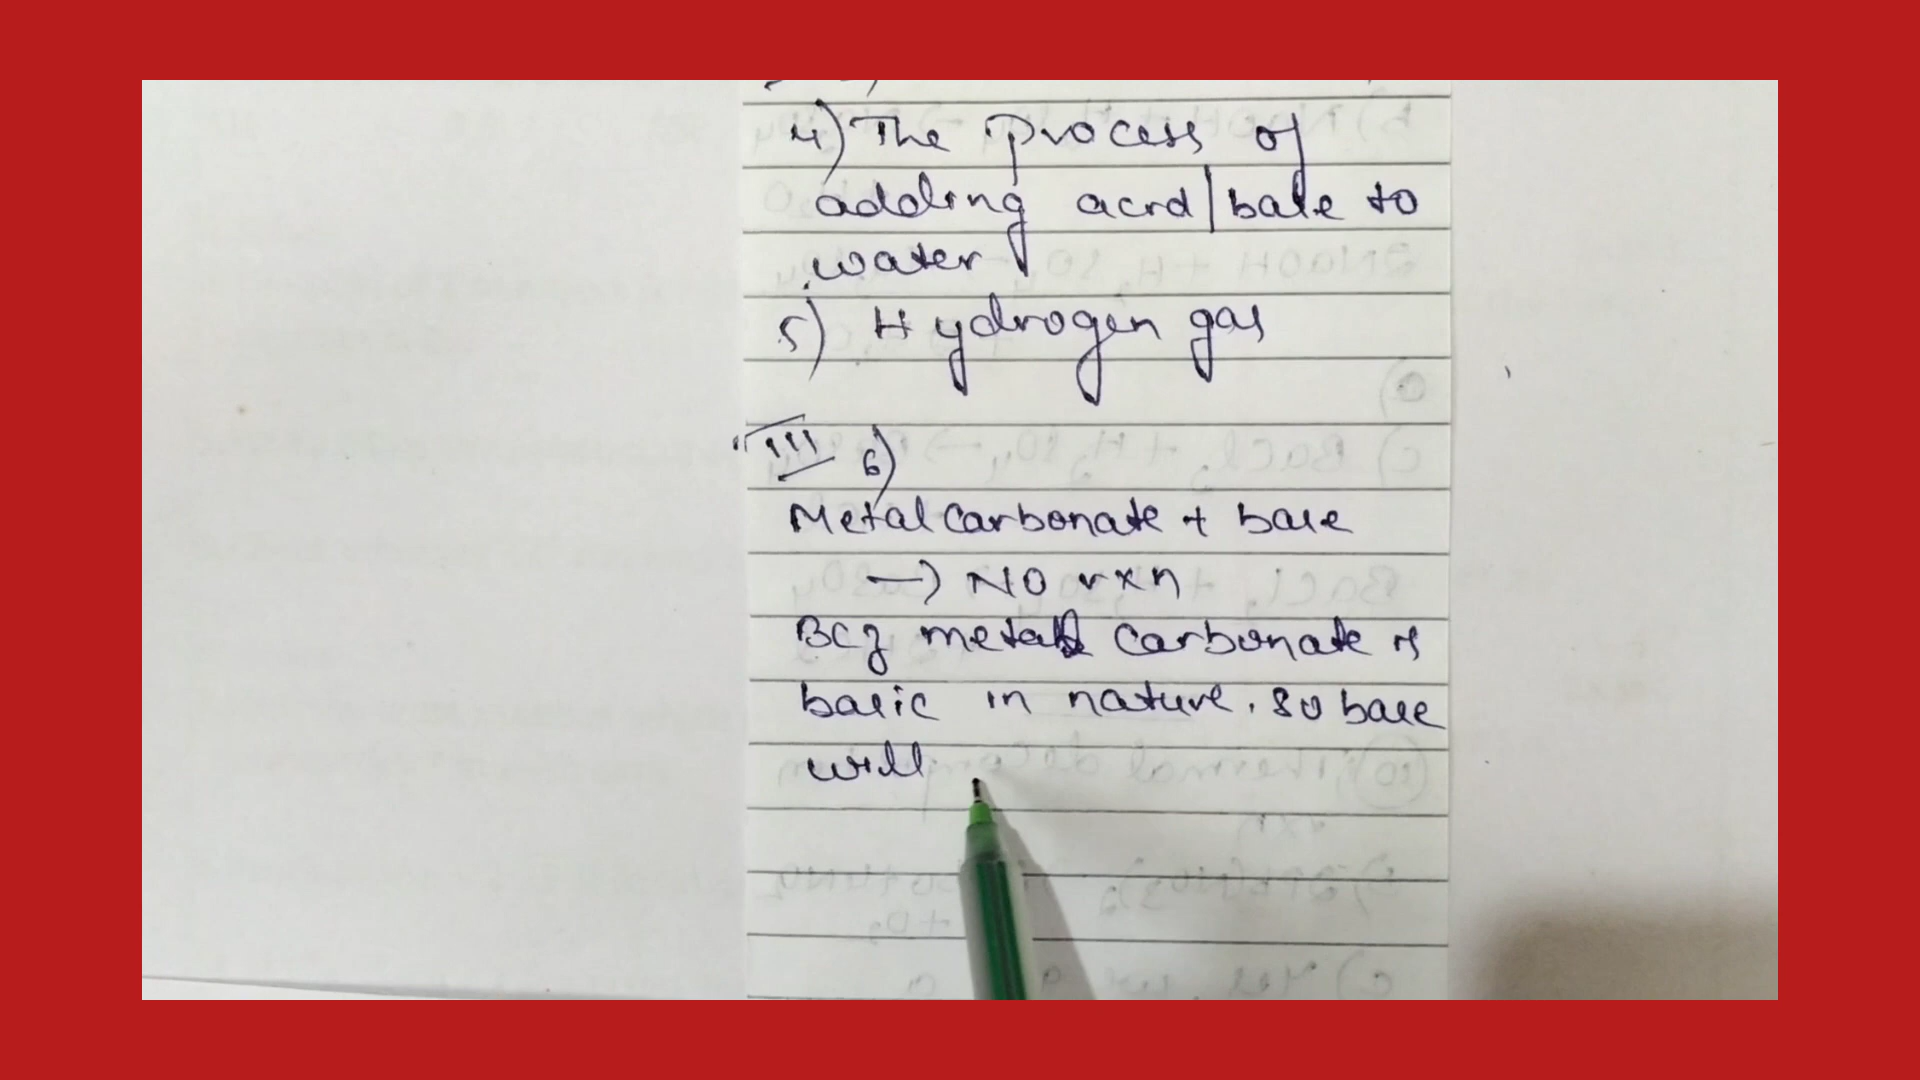 4) The process of
adding acid/base to
water
5) Hydrogen gas
III 6)
Metal carbonate + base
→ No rxn
Bcz metal carbonate is
basic in nature. So base
will